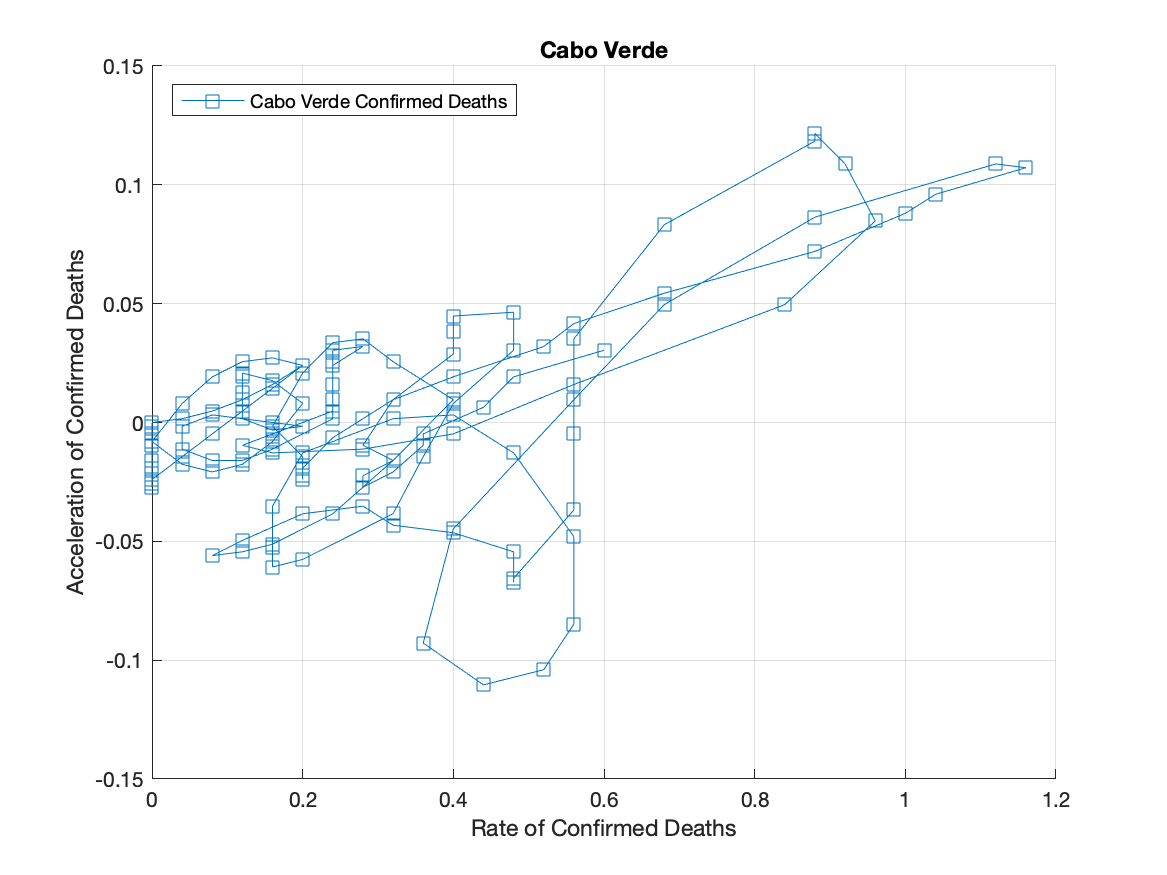 Cabo Verde
Cabo Verde Confirmed Deaths
0.15
0.1
0.05
0
-0.05
-0.1
-0.15
Acceleration of Confirmed Deaths
0 0.2 0.4 0.6 0.8 1 1.2
Rate of Confirmed Deaths